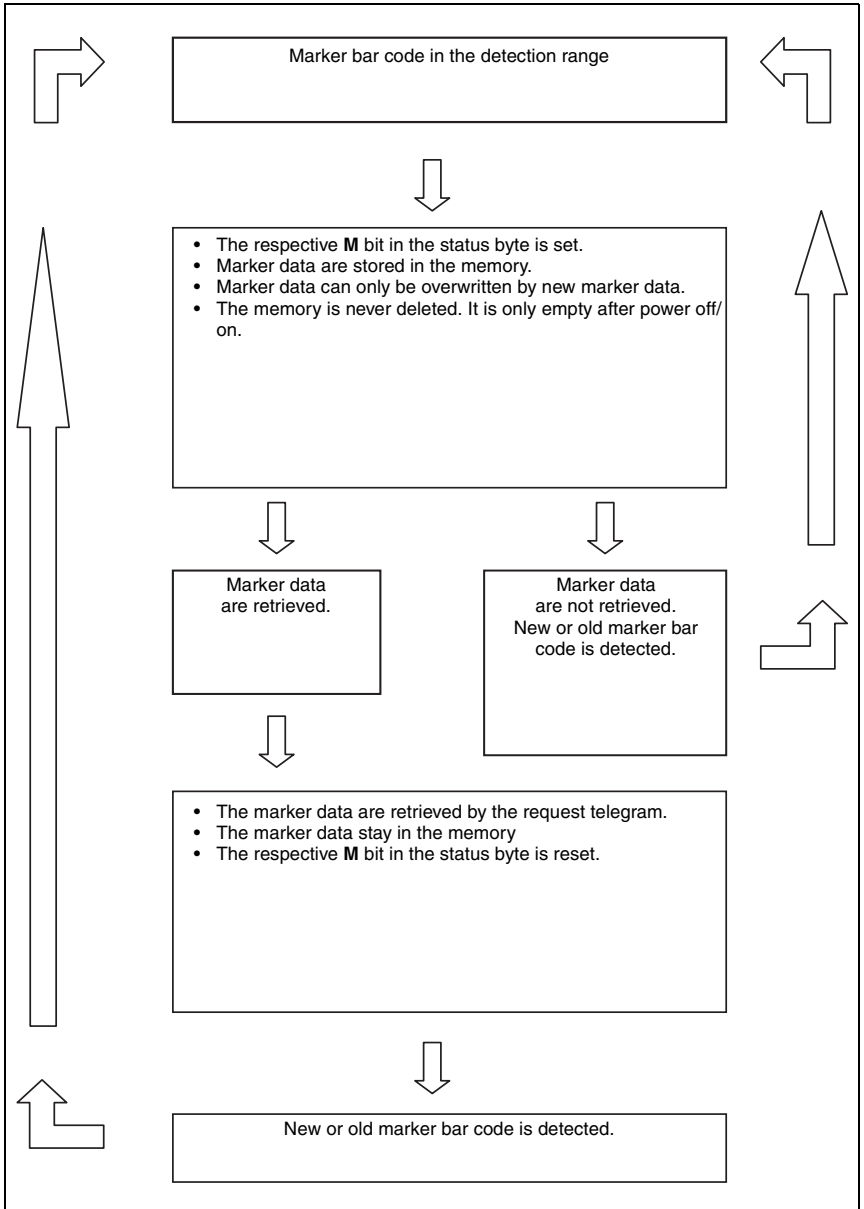 Marker bar code in the detection range
• The respective M bit in the status byte is set.
• Marker data are stored in the memory.
• Marker data can only be overwritten by new marker data.
• The memory is never deleted. It is only empty after power off/
on.
Marker data
are retrieved.
Marker data
are not retrieved.
New or old marker bar
code is detected.
• The marker data are retrieved by the request telegram.
• The marker data stay in the memory
• The respective M bit in the status byte is reset.
New or old marker bar code is detected.